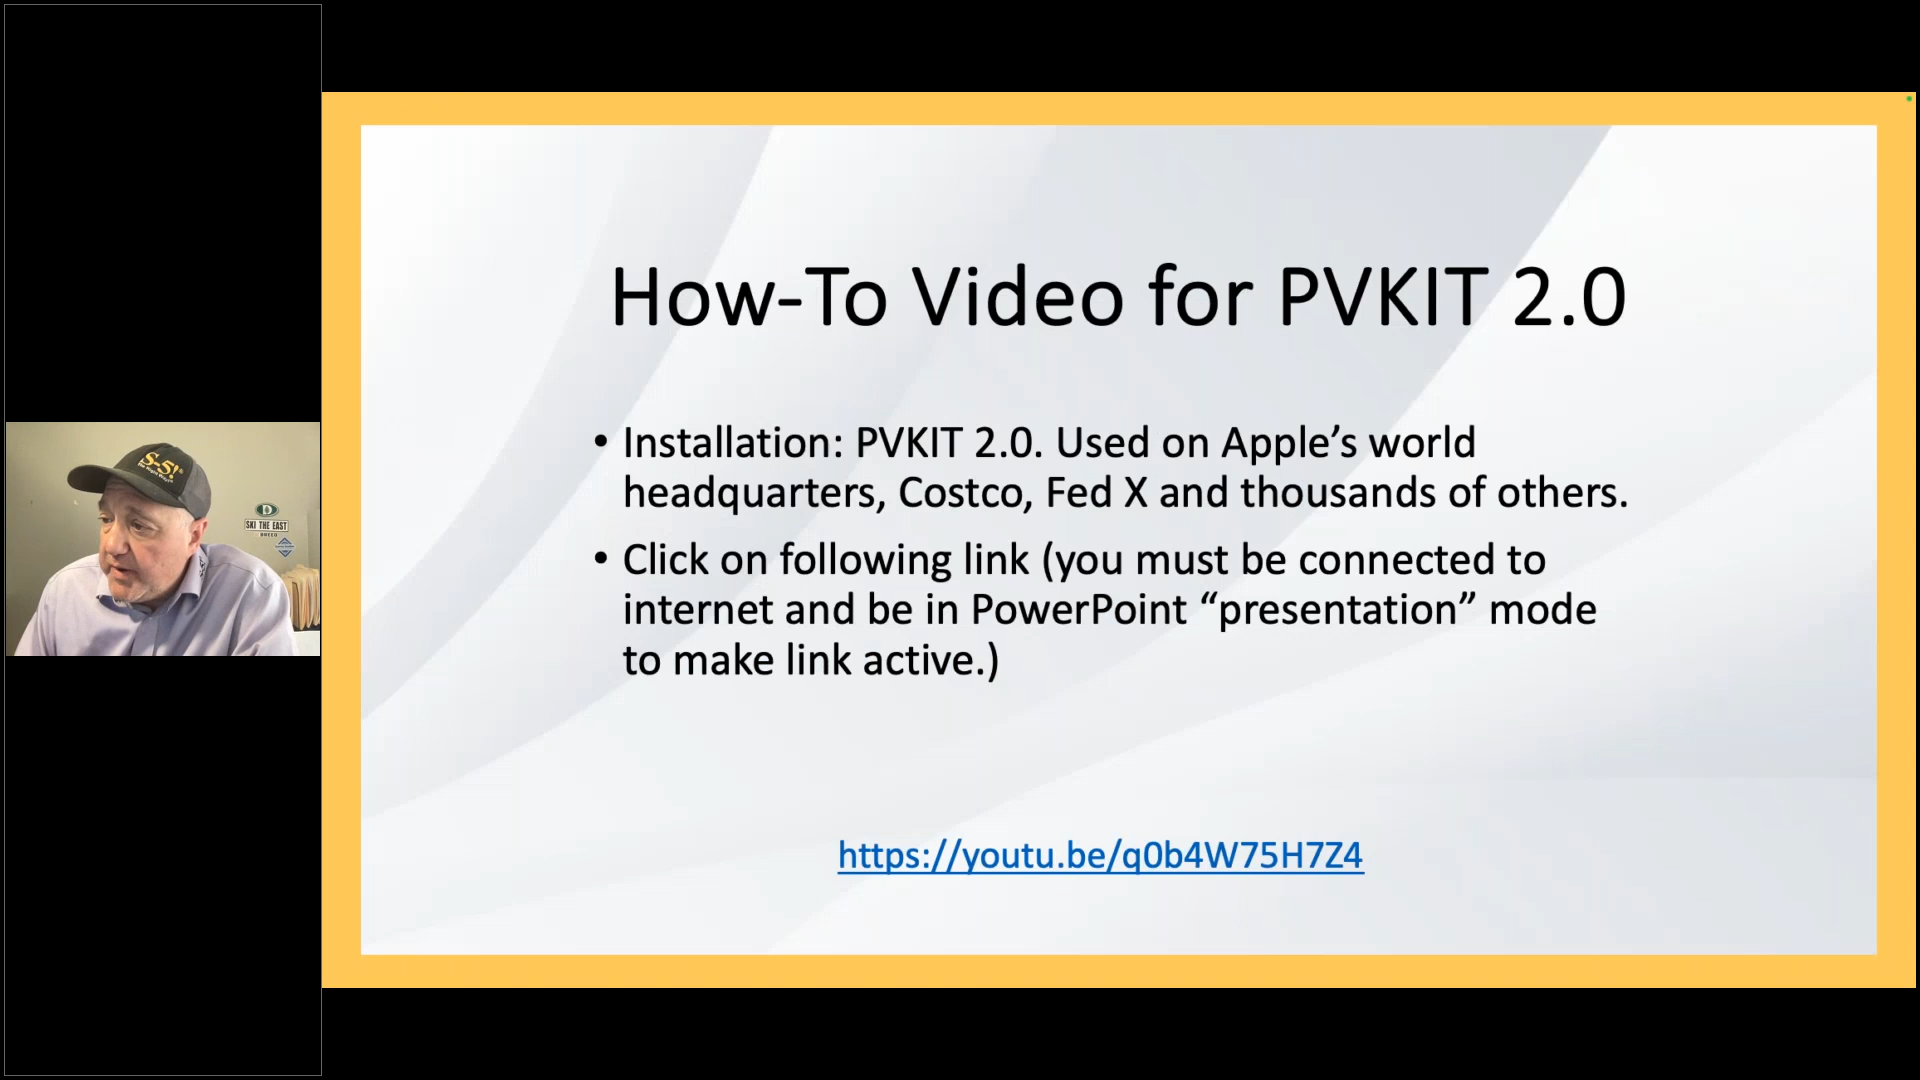 How-To Video for PVKIT 2.0
• Installation: PVKIT 2.0. Used on Apple’s world
headquarters, Costco, Fed X and thousands of others.
• Click on following link (you must be connected to
internet and be in PowerPoint “presentation” mode
to make link active.)
https://youtu.be/q0b4W75H7Z4
S-5!
SKI THE EAST